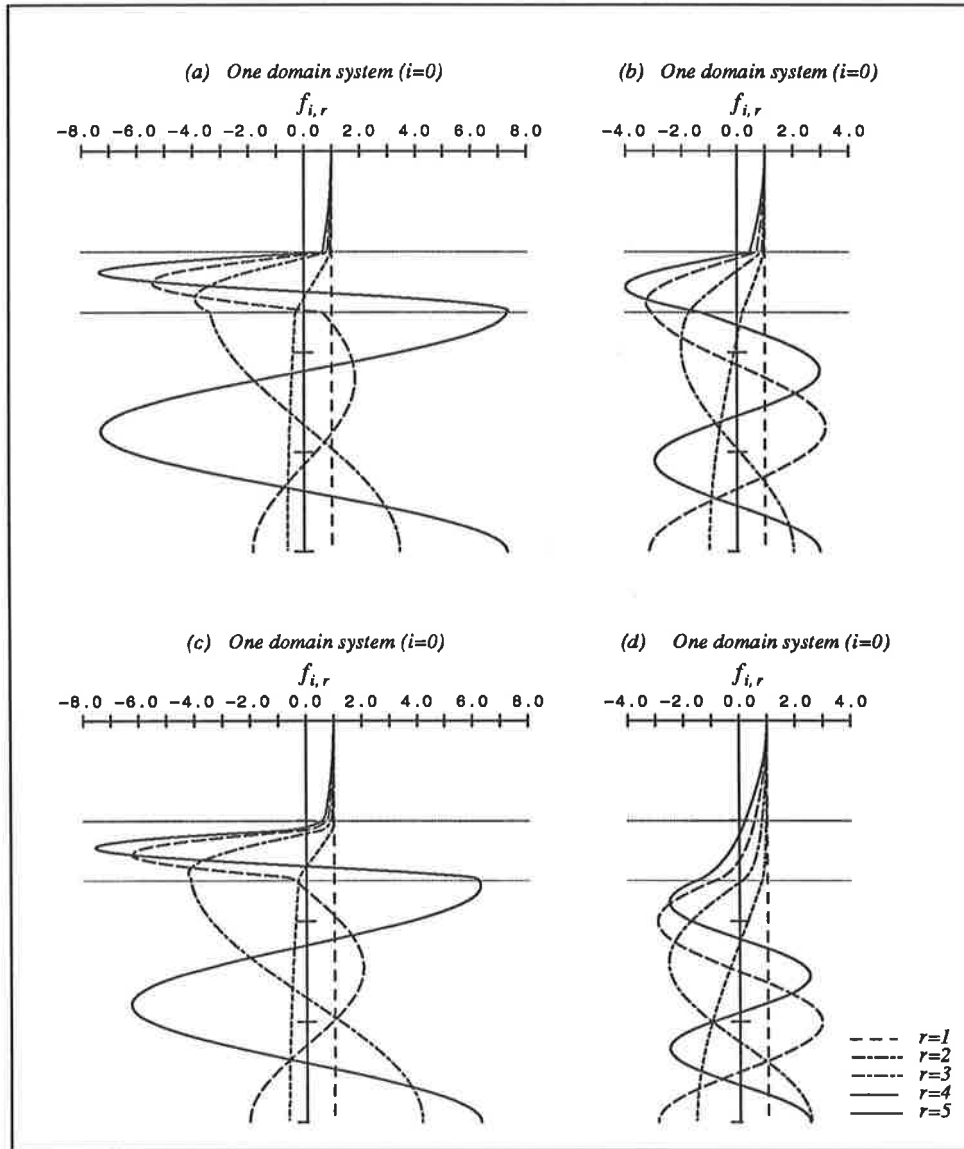 (a) One domain system (i=0)
f i,r
-8.0 -6.0 -4.0 -2.0 0.0 2.0 4.0 6.0 8.0
(b) One domain system (i=0)
f i,r
-4.0 -2.0 0.0 2.0 4.0
(c) One domain system (i=0)
f i,r
-8.0 -6.0 -4.0 -2.0 0.0 2.0 4.0 6.0 8.0
(d) One domain system (i=0)
f i,r
-4.0 -2.0 0.0 2.0 4.0
r=1
r=2
r=3
r=4
r=5